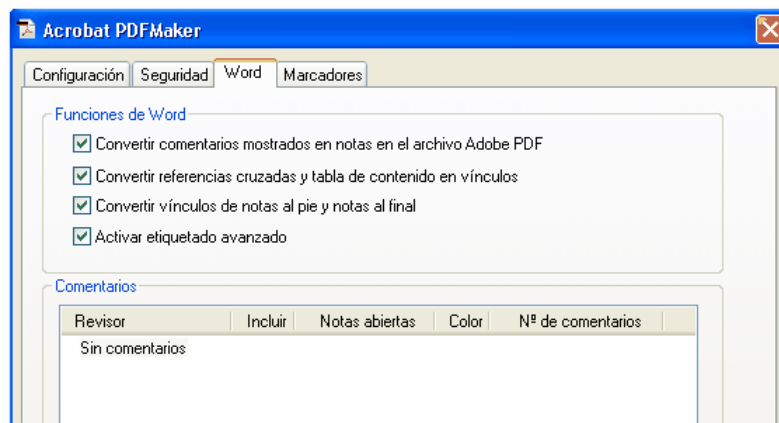 Acrobat PDFMaker
Configuración Seguridad Word Marcadores
Funciones de Word
Convertir comentarios mostrados en notas en el archivo Adobe PDF
Convertir referencias cruzadas y tabla de contenido en vínculos
Convertir vínculos de notas al pie y notas al final
Activar etiquetado avanzado
Comentarios
Revisor Incluir Notas abiertas Color Nº de comentarios
Sin comentarios